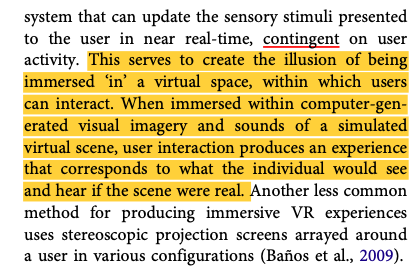 system that can update the sensory stimuli presented
to the user in near real-time, contingent on user
activity. This serves to create the illusion of being
immersed ‘in’ a virtual space, within which users
can interact. When immersed within computer-gen-
erated visual imagery and sounds of a simulated
virtual scene, user interaction produces an experience
that corresponds to what the individual would see
and hear if the scene were real. Another less common
method for producing immersive VR experiences
uses stereoscopic projection screens arrayed around
a user in various configurations (Baños et al., 2009).